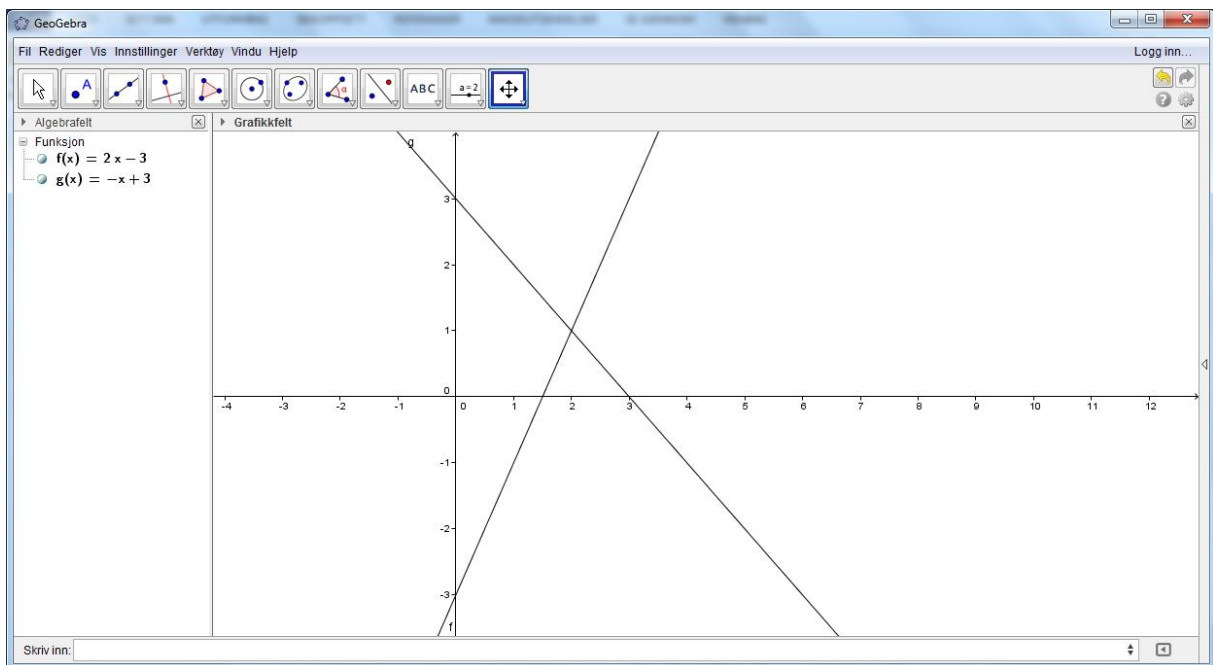 GeoGebra
Fil Rediger Vis Innstillinger Verktøy Vindu Hjelp Logg inn...
A α ABC a=2
Algebrafelt Grafikkfelt
Funksjon
f(x) = 2 x − 3
g(x) = −x + 3
g
3
2
1
0
-4 -3 -2 -1 0 1 2 3 4 5 6 7 8 9 10 11 12
-1
-2
-3
f
Skriv inn: